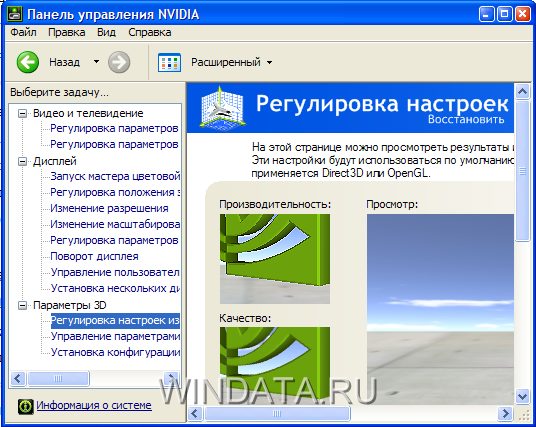 Панель управления NVIDIA
Файл Правка Вид Справка
Назад Расширенный
Выберите задачу...
Видео и телевидение
Регулировка параметров
Регулировка параметров
Дисплей
Запуск мастера цветовой
Регулировка положения
Изменение разрешения
Изменение масштабирова
Регулировка параметров
Поворот дисплея
Управление пользовател
Установка нескольких ди
Параметры 3D
Регулировка настроек из
Управление параметрами
Установка конфигурации
Информация о системе
Регулировка настроек
Восстановить
На этой странице можно просмотреть результаты
Эти настройки будут использоваться по умолчанию
применяется Direct3D или OpenGL.
Производительность:
Просмотр:
Качество:
WINDATA.RU